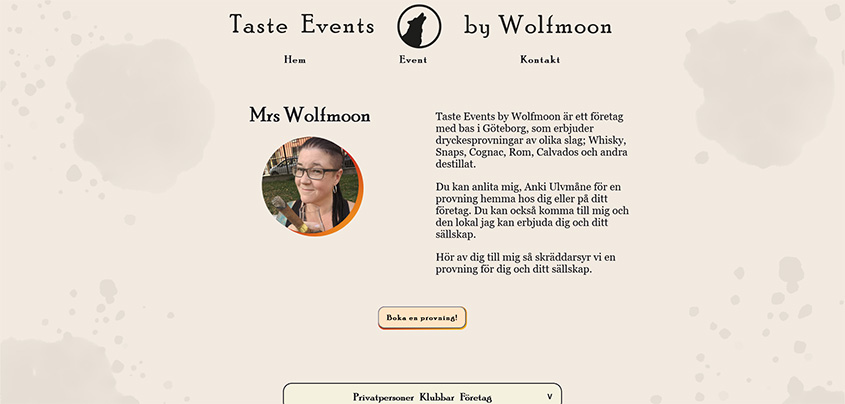 Taste Events by Wolfmoon
Hem Event Kontakt
Mrs Wolfmoon
Taste Events by Wolfmoon är ett företag
med bas i Göteborg, som erbjuder
dryckesprovningar av olika slag; Whisky,
Snaps, Cognac, Rom, Calvados och andra
destillat.
Du kan anlita mig, Anki Ulvmåne för en
provning hemma hos dig eller på ditt
företag. Du kan också komma till mig och
den lokal jag kan erbjuda dig och ditt
sällskap.
Hör av dig till mig så skräddarsyr vi en
provning för dig och ditt sällskap.
Boka en provning!
Privatpersoner Klubbar Företag v